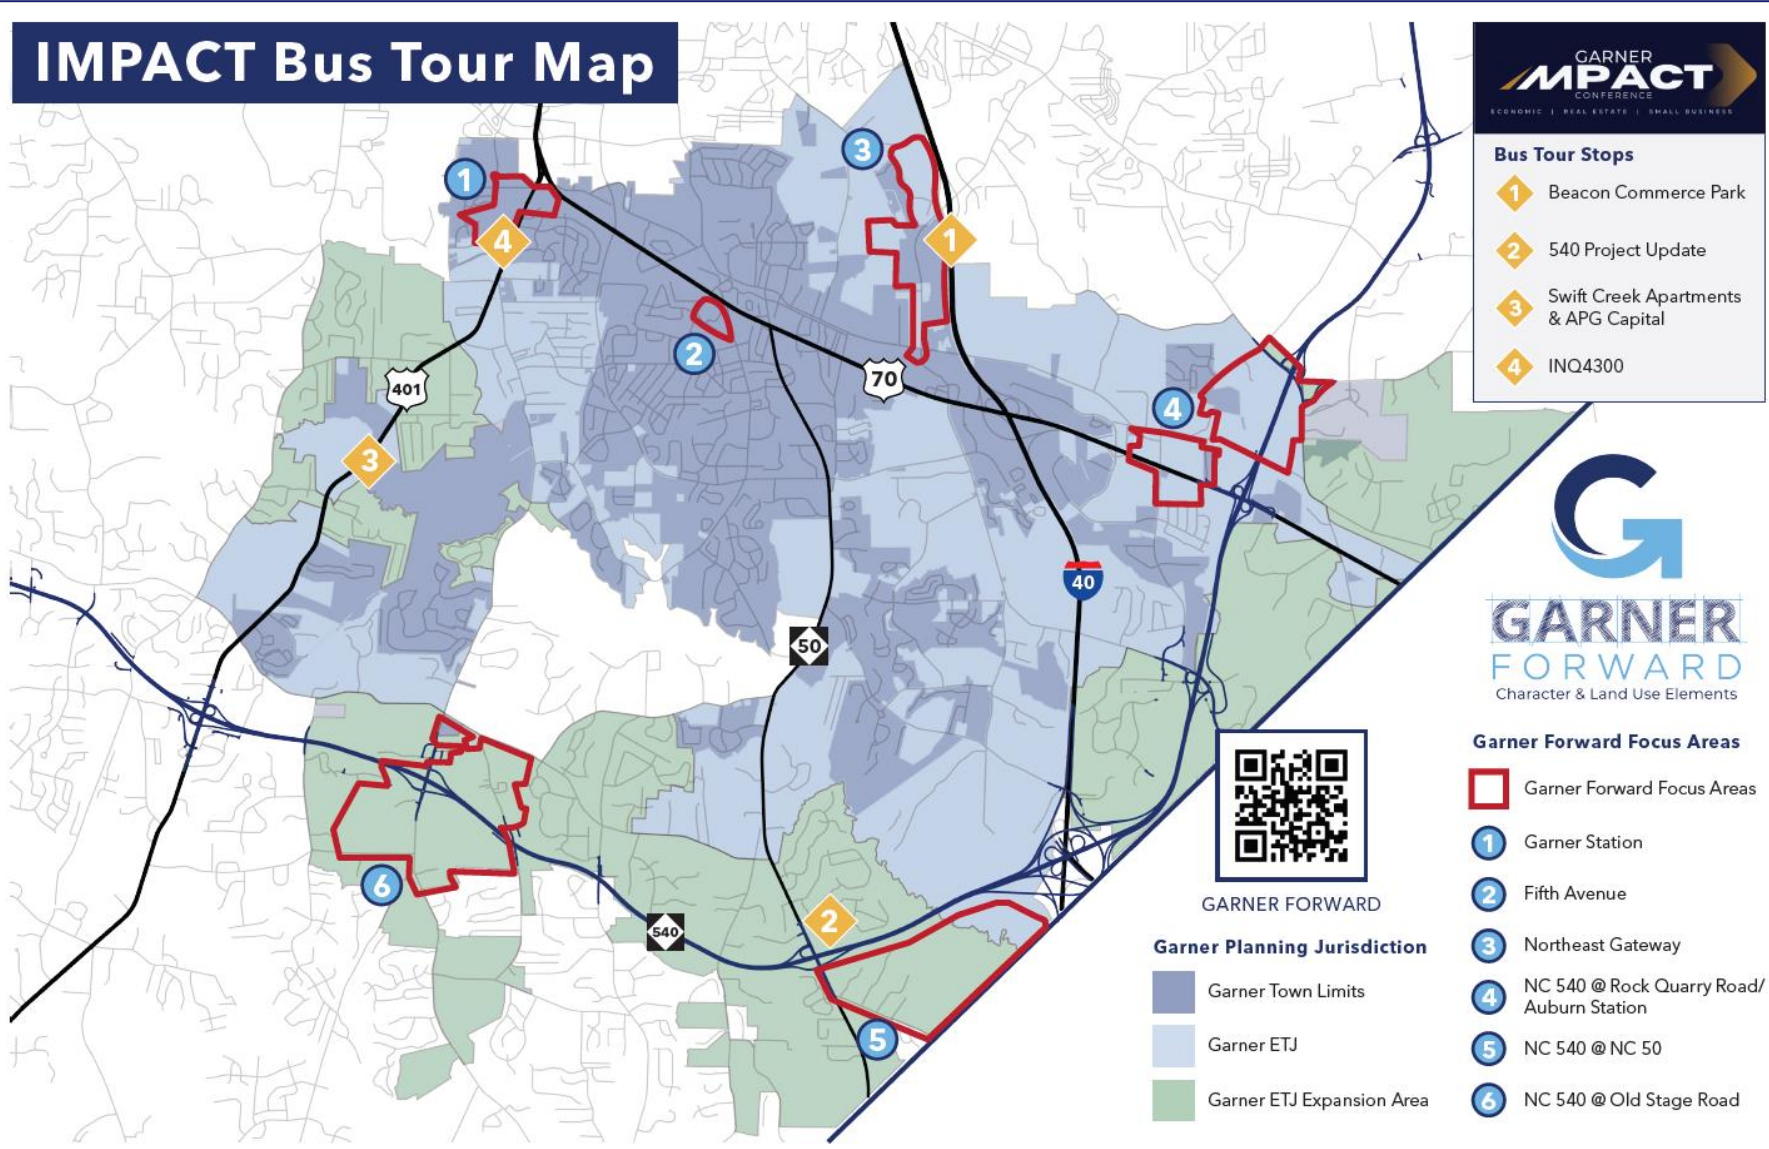 IMPACT Bus Tour Map
GARNER
MPACT
CONFERENCE
ECONOMIC | REAL ESTATE | SMALL BUSINESS
Bus Tour Stops
1 Beacon Commerce Park
2 540 Project Update
3 Swift Creek Apartments
& APG Capital
4 INQ4300
1
4
3
1
2
401
70
4
3
40
50
6
540
2
5
G
GARNER
FORWARD
Character & Land Use Elements
GARNER FORWARD
Garner Planning Jurisdiction
Garner Town Limits
Garner ETJ
Garner ETJ Expansion Area
Garner Forward Focus Areas
Garner Forward Focus Areas
1 Garner Station
2 Fifth Avenue
3 Northeast Gateway
4 NC 540 @ Rock Quarry Road/
Auburn Station
5 NC 540 @ NC 50
6 NC 540 @ Old Stage Road